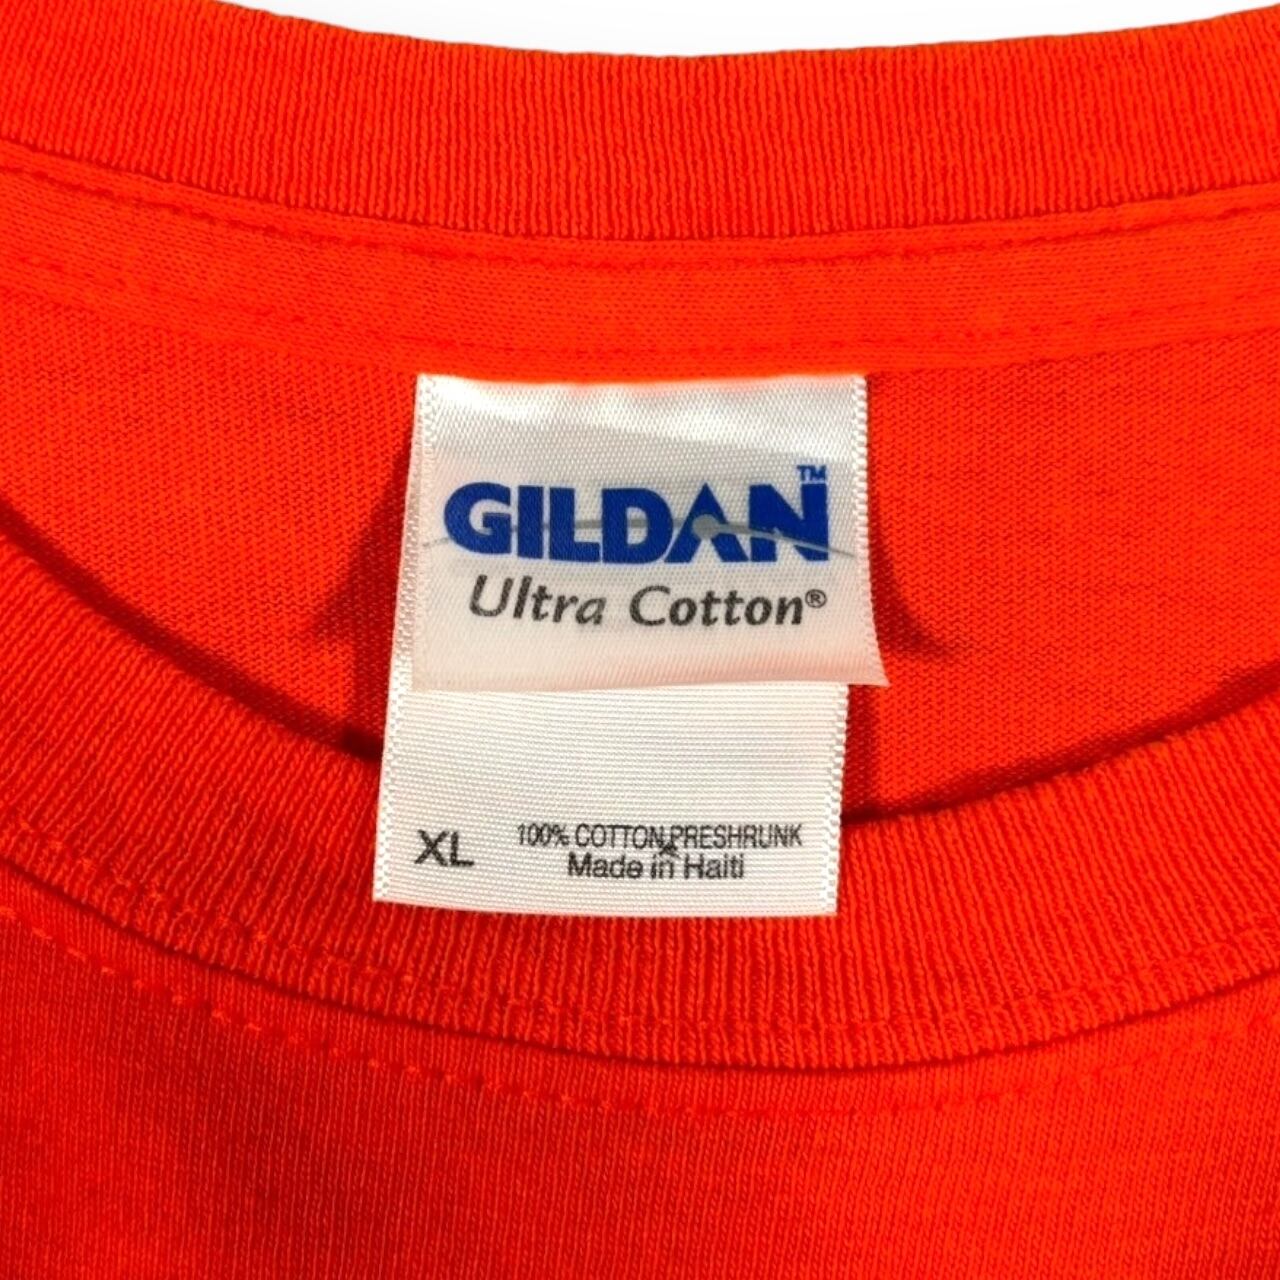 GILDAN™
Ultra Cotton®
XL
100% COTTON PRESHRUNK
Made in Haiti